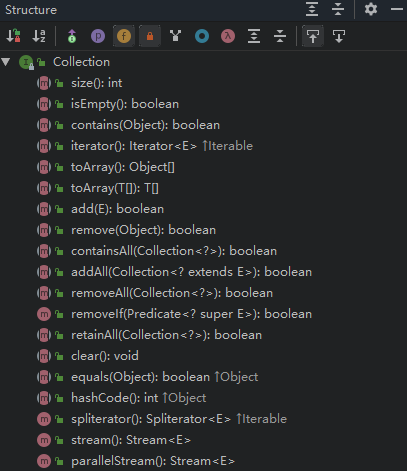 Structure
Collection
size(): int
isEmpty(): boolean
contains(Object): boolean
iterator(): Iterator<E> ↑Iterable
toArray(): Object[]
toArray(T[]): T[]
add(E): boolean
remove(Object): boolean
containsAll(Collection<?>): boolean
addAll(Collection<? extends E>): boolean
removeAll(Collection<?>): boolean
removeIf(Predicate<? super E>): boolean
retainAll(Collection<?>): boolean
clear(): void
equals(Object): boolean ↑Object
hashCode(): int ↑Object
spliterator(): Spliterator<E> ↑Iterable
stream(): Stream<E>
parallelStream(): Stream<E>